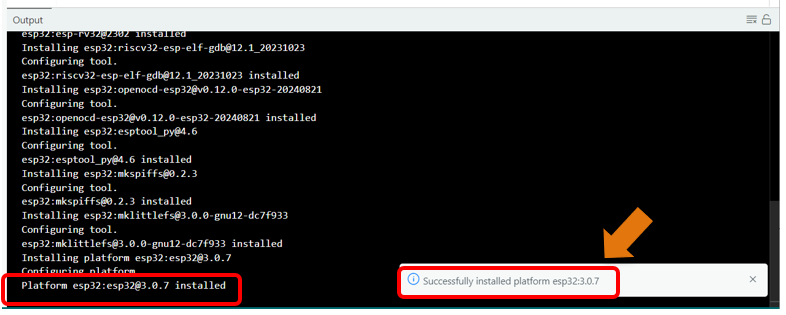 Output
esp32:esp-rv32@2302 installed
Installing esp32:riscv32-esp-elf-gdb@12.1_20231023
Configuring tool.
esp32:riscv32-esp-elf-gdb@12.1_20231023 installed
Installing esp32:openocd-esp32@v0.12.0-esp32-20240821
Configuring tool.
esp32:openocd-esp32@v0.12.0-esp32-20240821 installed
Installing esp32:esptool_py@4.6
Configuring tool.
esp32:esptool_py@4.6 installed
Installing esp32:mkspiffs@0.2.3
Configuring tool.
esp32:mkspiffs@0.2.3 installed
Installing esp32:mklittlefs@3.0.0-gnu12-dc7f933
Configuring tool.
esp32:mklittlefs@3.0.0-gnu12-dc7f933 installed
Installing platform esp32:esp32@3.0.7
Configuring platform.
Platform esp32:esp32@3.0.7 installed
Successfully installed platform esp32:3.0.7